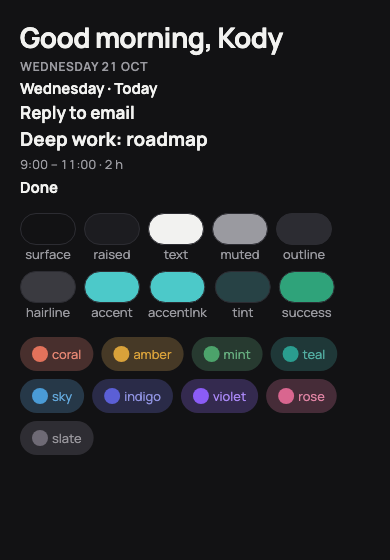 Good morning, Kody
WEDNESDAY 21 OCT
Wednesday · Today
Reply to email
Deep work: roadmap
9:00 – 11:00 · 2 h
Done
surface raised text muted outline
hairline accent accentInk tint success
coral amber mint teal
sky indigo violet rose
slate